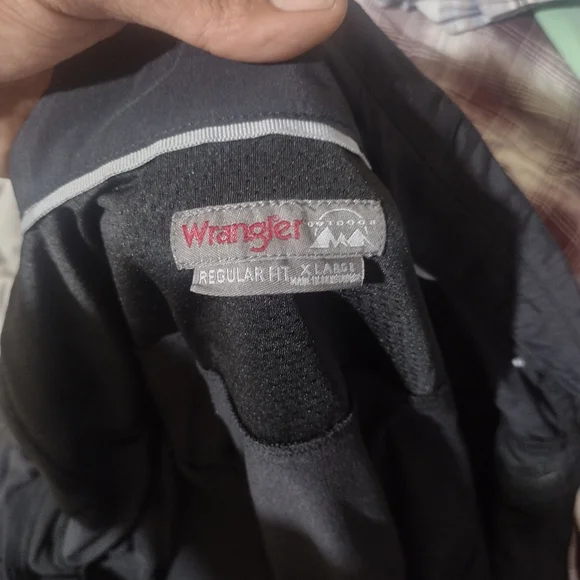 Wrangler OUTDOOR
REGULAR FIT X LARGE